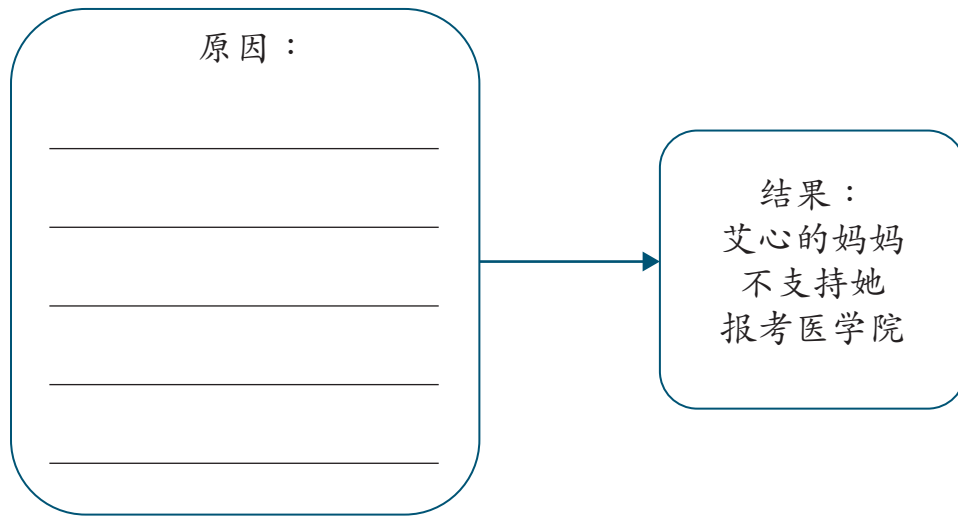 原因：
结果：
艾心的妈妈
不支持她
报考医学院